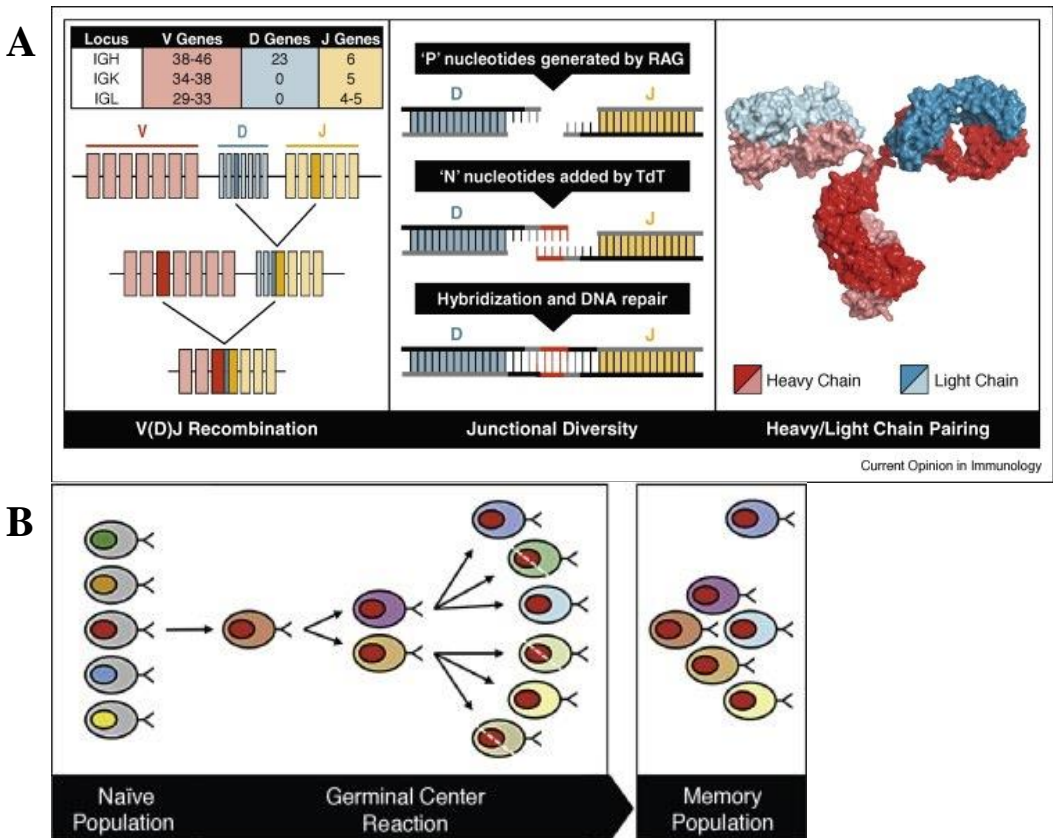 A
Locus V Genes D Genes J Genes
IGH 38-46 23 6
IGK 34-38 0 5
IGL 29-33 0 4-5
V D J
V(D)J Recombination
'P' nucleotides generated by RAG
D J
'N' nucleotides added by TdT
D J
Hybridization and DNA repair
D J
Junctional Diversity
Heavy Chain Light Chain
Heavy/Light Chain Pairing
Current Opinion in Immunology
B
Naïve
Population
Germinal Center
Reaction
Memory
Population